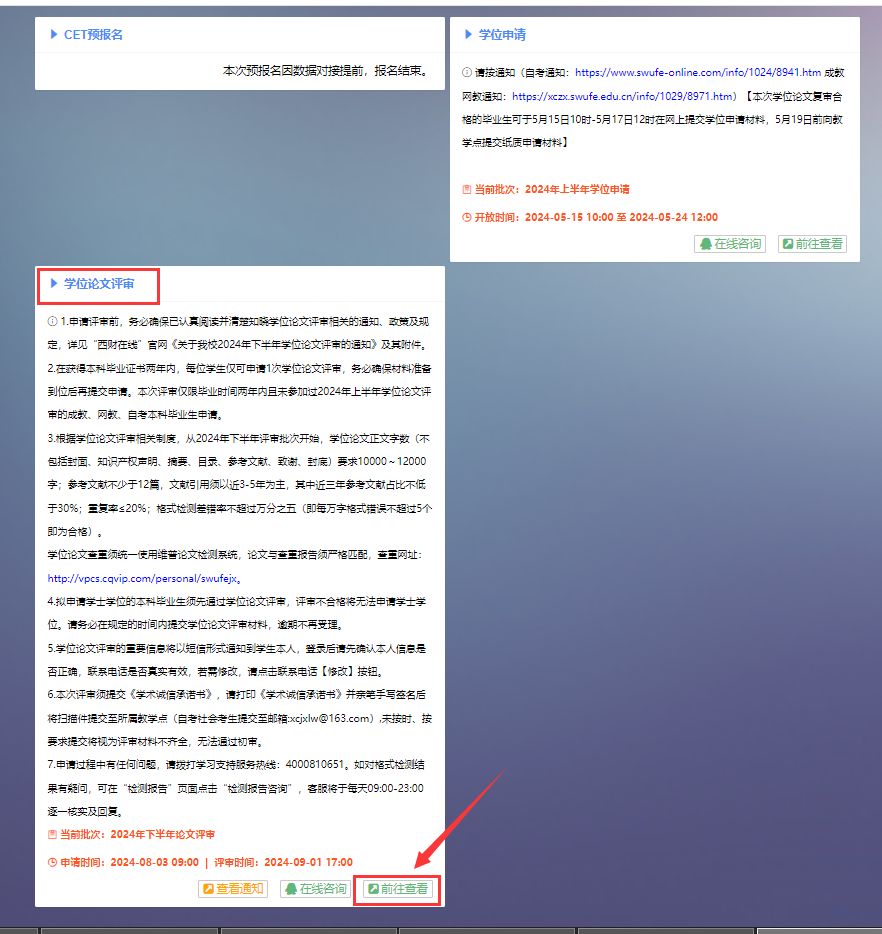 CET预报名
本次预报名因数据对接提前，报名结束。
学位申请
请按通知（自考通知：https://www.swufe-online.com/info/1024/8941.htm 成教
网教通知：https://xczx.swufe.edu.cn/info/1029/8971.htm）【本次学位论文复审合
格的毕业生可于5月15日10时-5月17日12时在网上提交学位申请材料，5月19日前向教
学点提交纸质申请材料】
当前批次：2024年上半年学位申请
开放时间：2024-05-15 10:00 至 2024-05-24 12:00
在线咨询 前往查看
学位论文评审
1.申请评审前，务必确保已认真阅读并清楚知晓学位论文评审相关的通知、政策及规
定，详见“西财在线”官网《关于我校2024年下半年学位论文评审的通知》及其附件。
2.在获得本科毕业证书两年内，每位学生仅可申请1次学位论文评审，务必确保材料准备
到位后再提交申请。本次评审仅限毕业时间两年内且未参加过2024年上半年学位论文评
审的成教、网教、自考本科毕业生申请。
3.根据学位论文评审相关制度，从2024年下半年评审批次开始，学位论文正文字数（不
包括封面、知识产权声明、摘要、目录、参考文献、致谢、封底）要求10000～12000
字；参考文献不少于12篇，文献引用须以近3-5年为主，其中近三年参考文献占比不低
于30%；重复率≤20%；格式检测差错率不超过万分之五（即每万字格式错误不超过5个
即为合格）。
学位论文查重须统一使用维普论文检测系统，论文与查重报告须严格匹配，查重网址：
http://vpcs.cqvip.com/personal/swufejx。
4.拟申请学士学位的本科毕业生须先通过学位论文评审，评审不合格将无法申请学士学
位。请务必在规定的时间内提交学位论文评审材料，逾期不再受理。
5.学位论文评审的重要信息将以短信形式通知到学生本人，登录后请先确认本人信息是
否正确，联系电话是否真实有效，若需修改，请点击联系电话【修改】按钮。
6.本次评审须提交《学术诚信承诺书》，请打印《学术诚信承诺书》并亲笔手写签名后
将扫描件提交至所属教学点（自考社会考生提交至邮箱:xcjxlw@163.com）,未按时、按
要求提交将视为评审材料不齐全，无法通过初审。
7.申请过程中有任何问题，请拨打学习支持服务热线：4000810651。如对格式检测结
果有疑问，可在“检测报告”页面点击“检测报告咨询”，客服将于每天09:00-23:00
逐一核实及回复。
当前批次：2024年下半年论文评审
申请时间：2024-08-03 09:00 | 评审时间：2024-09-01 17:00
查看通知 在线咨询 前往查看